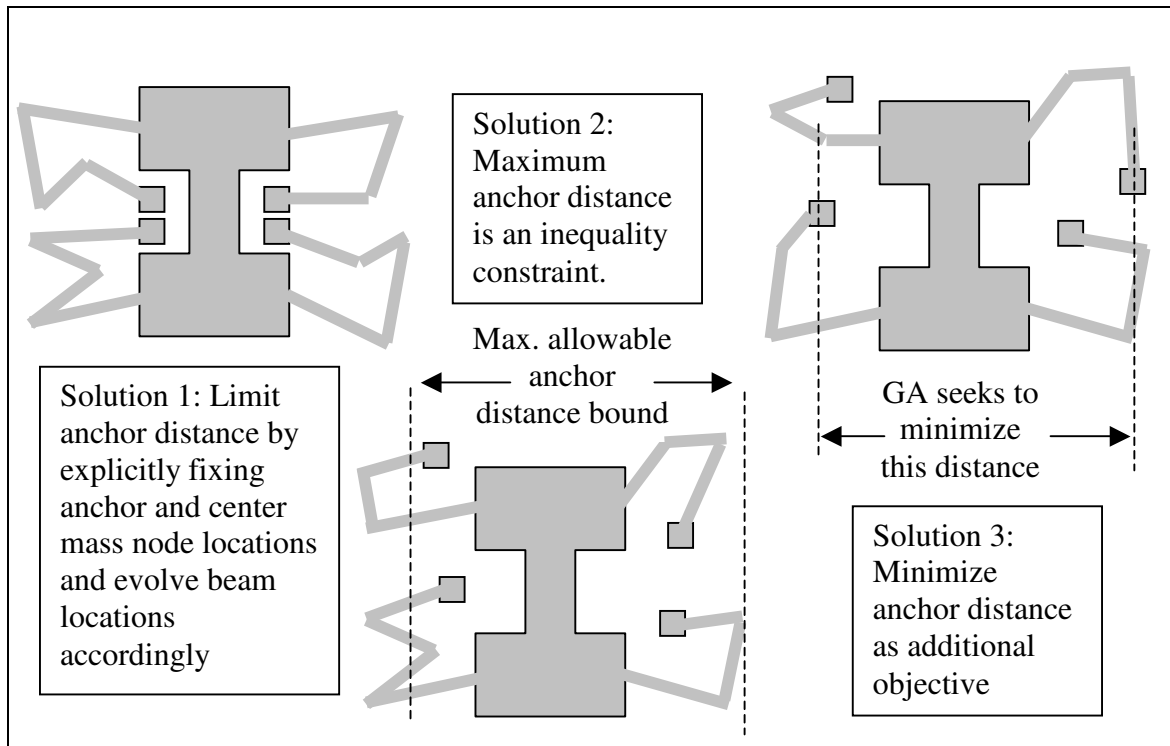 Solution 2:
Maximum
anchor distance
is an inequality
constraint.
Max. allowable
anchor
distance bound
Solution 1: Limit
anchor distance by
explicitly fixing
anchor and center
mass node locations
and evolve beam
locations
accordingly
GA seeks to
minimize
this distance
Solution 3:
Minimize
anchor distance
as additional
objective